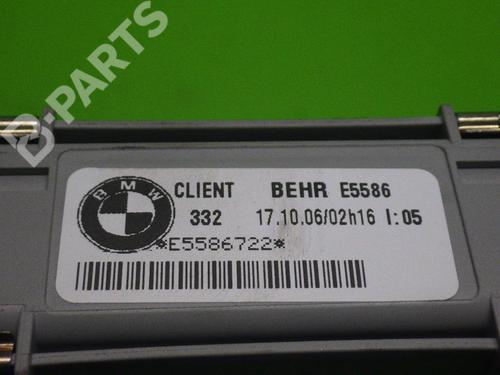 B-PARTS
BMW
CLIENT BEHR E5586
332 17.10.06/02h16 I:05
*E5586722*